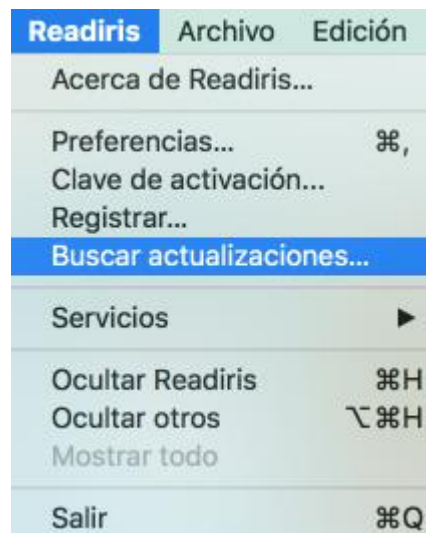 Readiris Archivo Edición
Acerca de Readiris...
Preferencias... ⌘,
Clave de activación...
Registrar...
Buscar actualizaciones...
Servicios ▶
Ocultar Readiris ⌘H
Ocultar otros ⌥⌘H
Mostrar todo
Salir ⌘Q